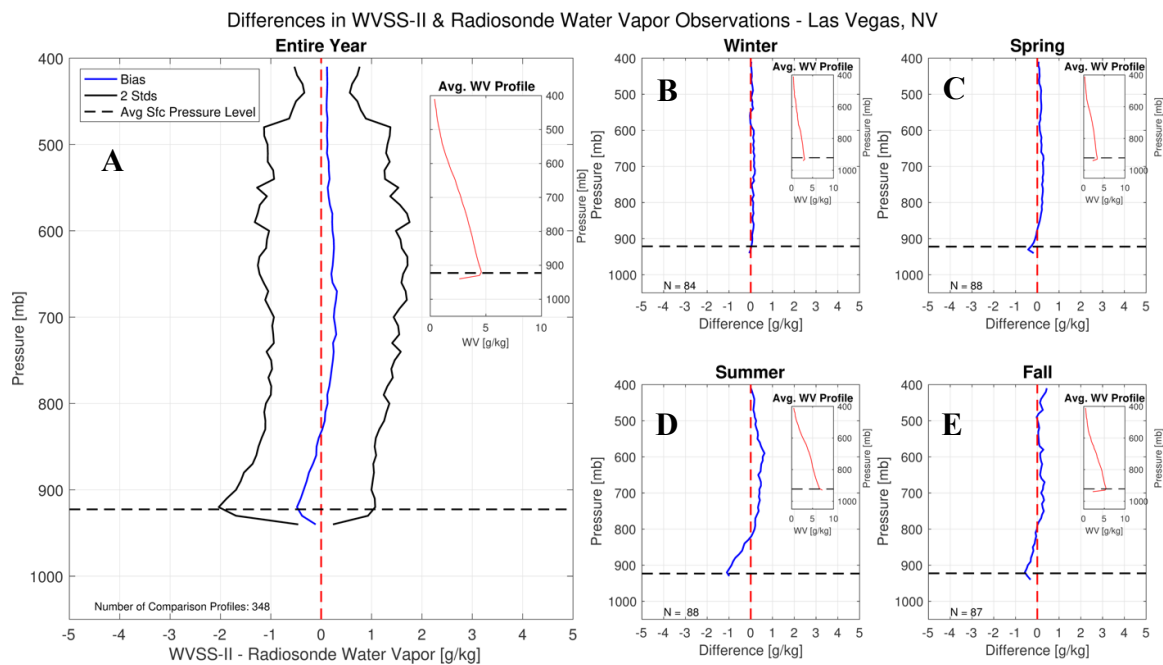 Differences in WVSS-II & Radiosonde Water Vapor Observations - Las Vegas, NV
Entire Year
400
500
600
700
800
900
1000
Pressure [mb]
Bias
2 Stds
Avg Sfc Pressure Level
A
Avg. WV Profile
400
500
600
700
800
900
1000
Pressure [mb]
0 5 10
WV [g/kg]
Number of Comparison Profiles: 348
-5 -4 -3 -2 -1 0 1 2 3 4 5
WVSS-II - Radiosonde Water Vapor [g/kg]
Winter
400
500
600
700
800
900
1000
Pressure [mb]
B
Avg. WV Profile
400
600
800
1000
Pressure [mb]
0 5 10
WV [g/kg]
N = 84
-5 -4 -3 -2 -1 0 1 2 3 4 5
Difference [g/kg]
Spring
400
500
600
700
800
900
1000
Pressure [mb]
C
Avg. WV Profile
400
600
800
1000
Pressure [mb]
0 5 10
WV [g/kg]
N = 88
-5 -4 -3 -2 -1 0 1 2 3 4 5
Difference [g/kg]
Summer
400
500
600
700
800
900
1000
Pressure [mb]
D
Avg. WV Profile
400
600
800
1000
Pressure [mb]
0 5 10
WV [g/kg]
N = 88
-5 -4 -3 -2 -1 0 1 2 3 4 5
Difference [g/kg]
Fall
400
500
600
700
800
900
1000
Pressure [mb]
E
Avg. WV Profile
400
600
800
1000
Pressure [mb]
0 5 10
WV [g/kg]
N = 87
-5 -4 -3 -2 -1 0 1 2 3 4 5
Difference [g/kg]